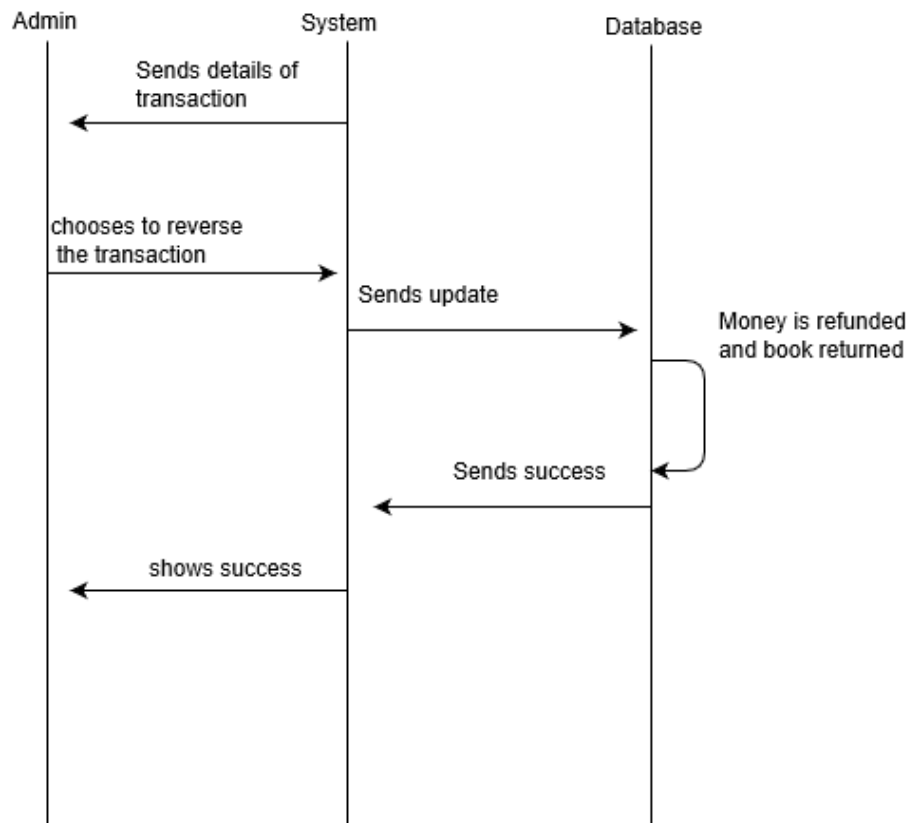 Admin
System
Database
Sends details of
transaction
chooses to reverse
the transaction
Sends update
Money is refunded
and book returned
Sends success
shows success